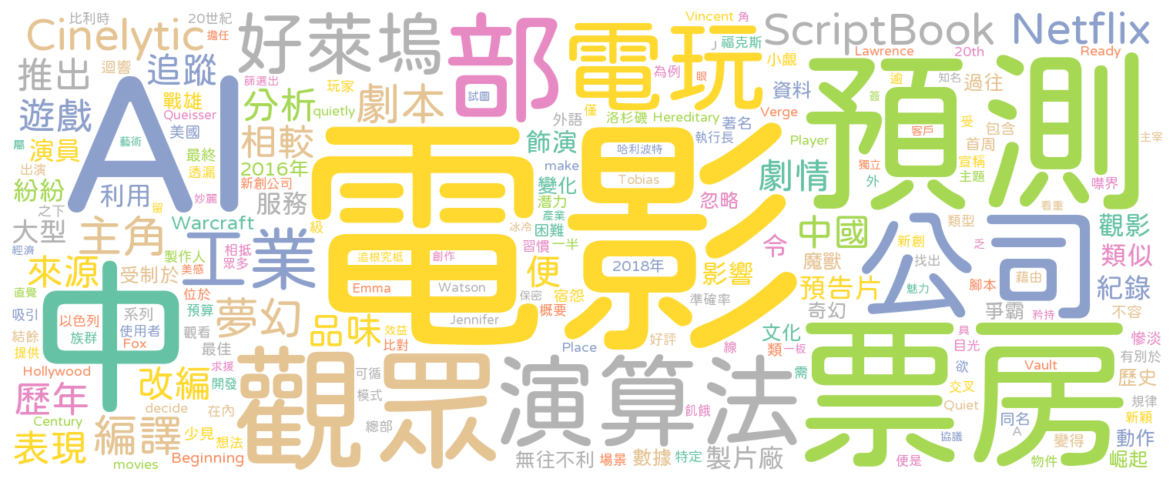 比利時
20世紀
Cinelytic
擔任
好萊塢
部
電玩
Vincent
角
ScriptBook
Netflix
推出
迴響
追蹤
篩選出
玩家
quietly
福克斯
小覷
為例
眼
Lawrence
20th
逾
知名
Ready
過往
AI
遊戲
戰雄
Queisser
美國
分析
劇本
試圖
外語
僅
洛杉磯
Hereditary
資料
著名
Verge
執行長
簽
受
包含
預測
客戶
主宰
藝術
屬
演員
最終
透漏
相較
2016年
飾演
哈利波特
make
Player
首周
宣稱
主題
獨立
外
噤界
出演
紛紛
利用
妙麗
留
新創公司
服務
電影
Tobias
變化
潛力
忽略
劇情
看重
之下
大型
主角
Warcraft
級
產業
冰冷
困難
習慣
一半
令
中國
類型
新創
找出
觀影
類似
經濟
製作人
相抵
眾多
美感
工業
追根究柢
創作
便
2018年
影響
魔獸
公司
乏
藉由
來源
受制於
位於
預算
Emma
Watson
保密
宿怨
概要
準確率
預告片
魅力
腳本
紀錄
直覺
中
以色列
族群
Fox
系列
使用者
夢幻
品味
效益
比對
Jennifer
奇幻
爭霸
矜持
不容
吸引
結餘
提供
觀看
最佳
好評
線
文化
類
一板
慘淡
具
目光
有別於
Hollywood
改編
求援
開發
觀眾
可循
模式
演算法
Place
需
票房
欲
Vault
交叉
歷史
規律
歷年
decide
在內
Century
編譯
少見
想法
總部
飢餓
Quiet
同名
A
新穎
變得
動作
表現
movies
Beginning
無往不利
場景
數據
特定
製片廠
便是
協議
物件
崛起